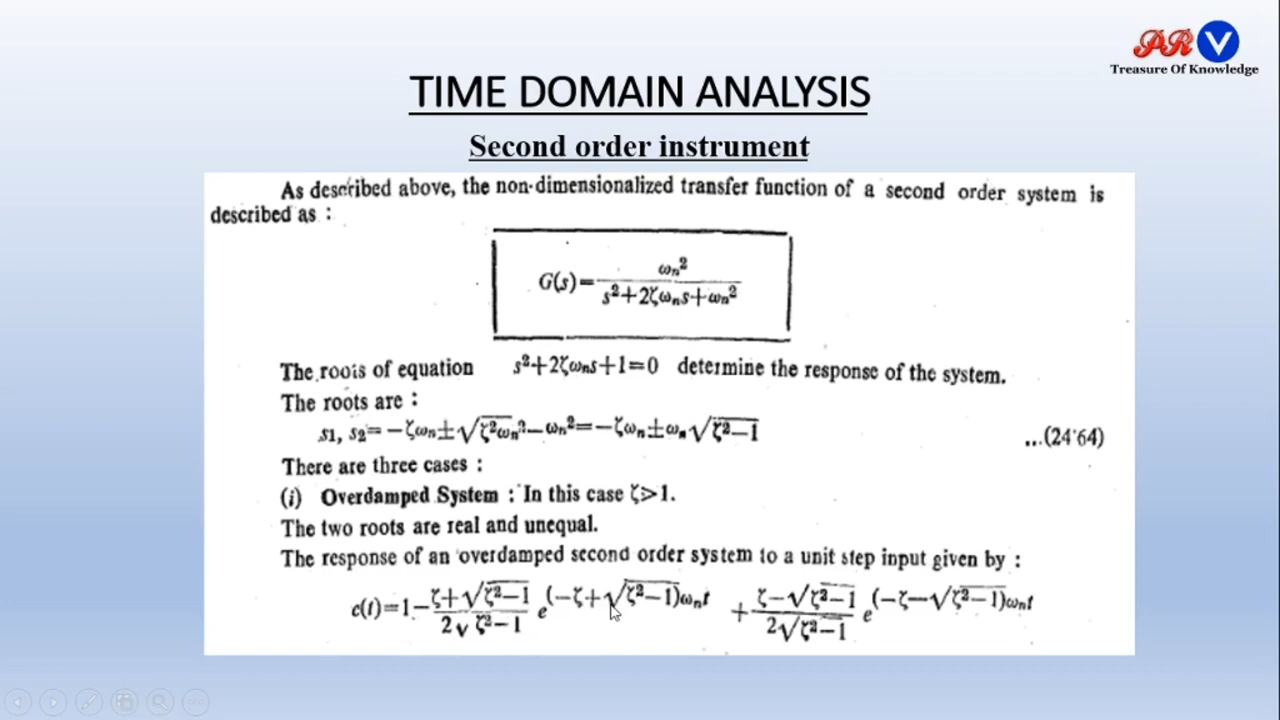 PR V
Treasure Of Knowledge
TIME DOMAIN ANALYSIS
Second order instrument
As described above, the non-dimensionalized transfer function of a second order system is
described as :
G(s)=ωn²/(s²+2ζωns+ωn²)
The roots of equation s²+2ζωns+1=0 determine the response of the system.
The roots are :
s1, s2=−ζωn±√ζ²ωn²−ωn²=−ζωn±ωn√ζ²−1 ...(24·64)
There are three cases :
(i) Overdamped System : In this case ζ>1.
The two roots are real and unequal.
The response of an overdamped second order system to a unit step input given by :
c(t)=1−(ζ+√ζ²−1)/(2√ζ²−1) e(−ζ+√ζ²−1)ωnt + (ζ−√ζ²−1)/(2√ζ²−1) e(−ζ−√ζ²−1)ωnt